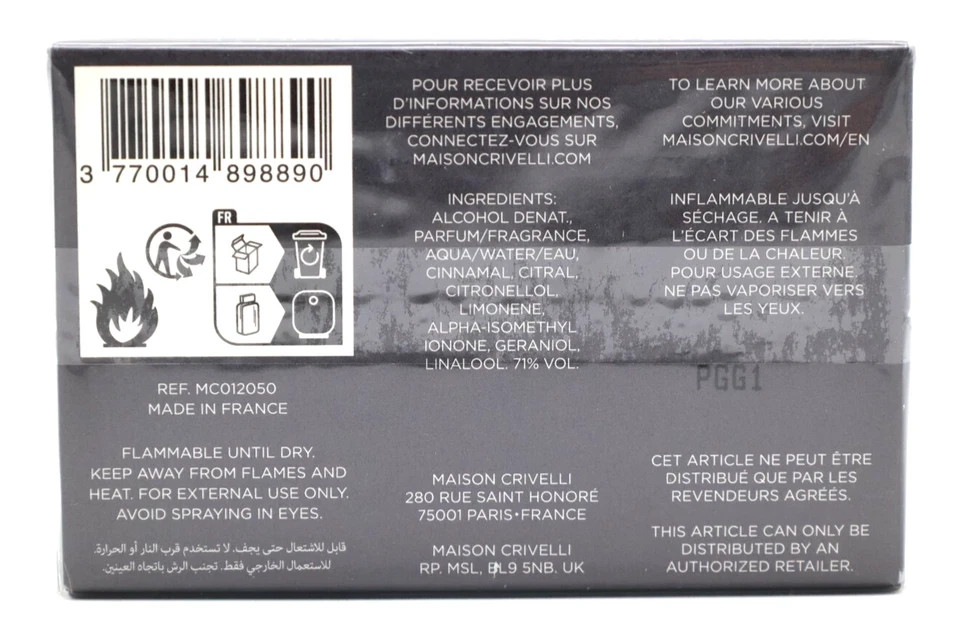 3 770014 898890
FR
REF. MC012050
MADE IN FRANCE
FLAMMABLE UNTIL DRY.
KEEP AWAY FROM FLAMES AND
HEAT. FOR EXTERNAL USE ONLY.
AVOID SPRAYING IN EYES.
قابل للاشتعال حتى يجف. لا تستخدم قرب النار أو الحرارة.
للاستعمال الخارجي فقط. تجنب الرش باتجاه العينين.
POUR RECEVOIR PLUS
D'INFORMATIONS SUR NOS
DIFFÉRENTS ENGAGEMENTS,
CONNECTEZ-VOUS SUR
MAISONCRIVELLI.COM
INGREDIENTS:
ALCOHOL DENAT.,
PARFUM/FRAGRANCE,
AQUA/WATER/EAU,
CINNAMAL, CITRAL,
CITRONELLOL,
LIMONENE,
ALPHA-ISOMETHYL
IONONE, GERANIOL,
LINALOOL. 71% VOL.
MAISON CRIVELLI
280 RUE SAINT HONORÉ
75001 PARIS•FRANCE
MAISON CRIVELLI
RP. MSL, BL9 5NB. UK
TO LEARN MORE ABOUT
OUR VARIOUS
COMMITMENTS, VISIT
MAISONCRIVELLI.COM/EN
INFLAMMABLE JUSQU'À
SÉCHAGE. A TENIR À
L'ÉCART DES FLAMMES
OU DE LA CHALEUR.
POUR USAGE EXTERNE.
NE PAS VAPORISER VERS
LES YEUX.
PGG1
CET ARTICLE NE PEUT ÊTRE
DISTRIBUÉ QUE PAR LES
REVENDEURS AGRÉÉS.
THIS ARTICLE CAN ONLY BE
DISTRIBUTED BY AN
AUTHORIZED RETAILER.